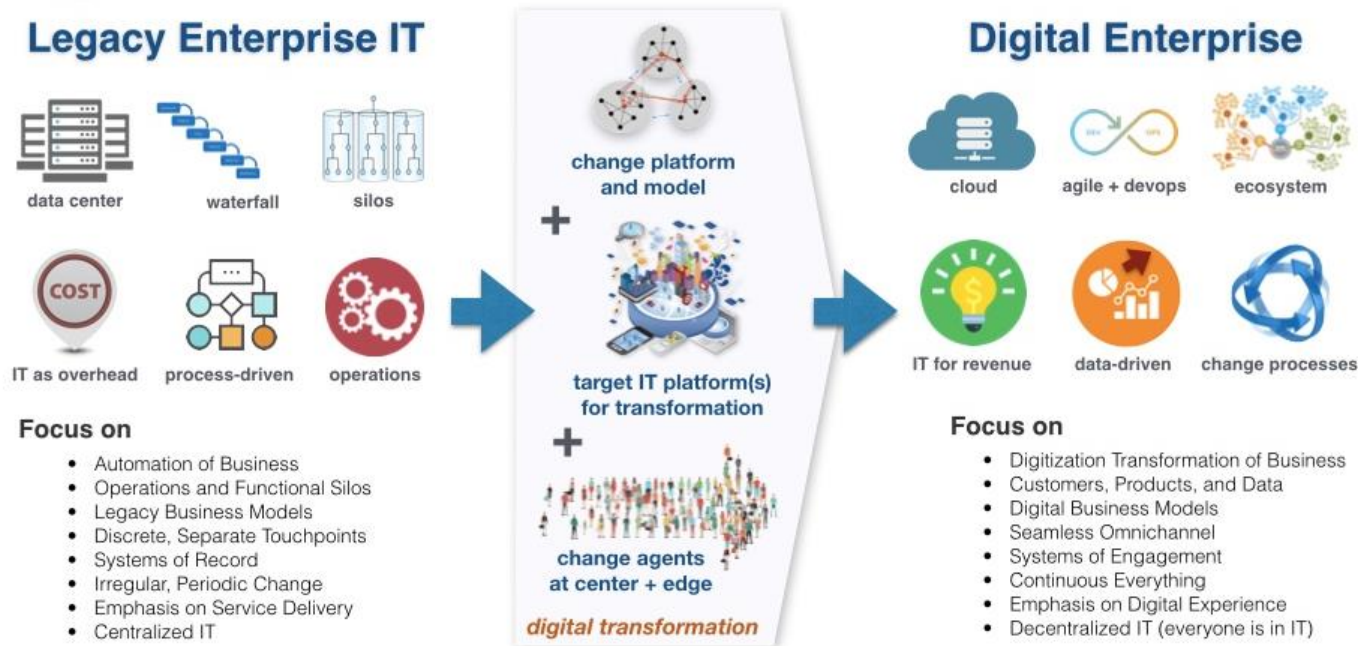 Legacy Enterprise IT
data center
waterfall
silos
COST
IT as overhead
process-driven
operations
Focus on
• Automation of Business
• Operations and Functional Silos
• Legacy Business Models
• Discrete, Separate Touchpoints
• Systems of Record
• Irregular, Periodic Change
• Emphasis on Service Delivery
• Centralized IT
change platform
and model
+
target IT platform(s)
for transformation
+
change agents
at center + edge
digital transformation
Digital Enterprise
cloud
DEV
OPS
agile + devops
ecosystem
$
IT for revenue
data-driven
change processes
Focus on
• Digitization Transformation of Business
• Customers, Products, and Data
• Digital Business Models
• Seamless Omnichannel
• Systems of Engagement
• Continuous Everything
• Emphasis on Digital Experience
• Decentralized IT (everyone is in IT)